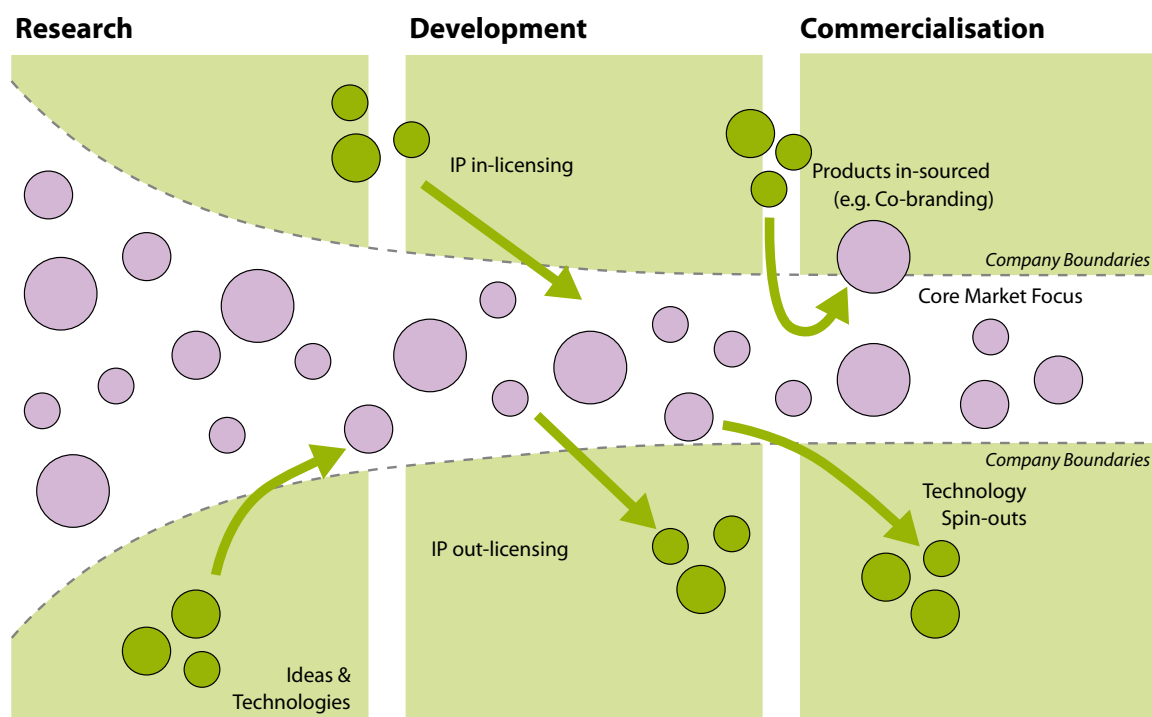 Research
Development
Commercialisation
IP in-licensing
Products in-sourced
(e.g. Co-branding)
Company Boundaries
Core Market Focus
Company Boundaries
Technology
Spin-outs
IP out-licensing
Ideas &
Technologies